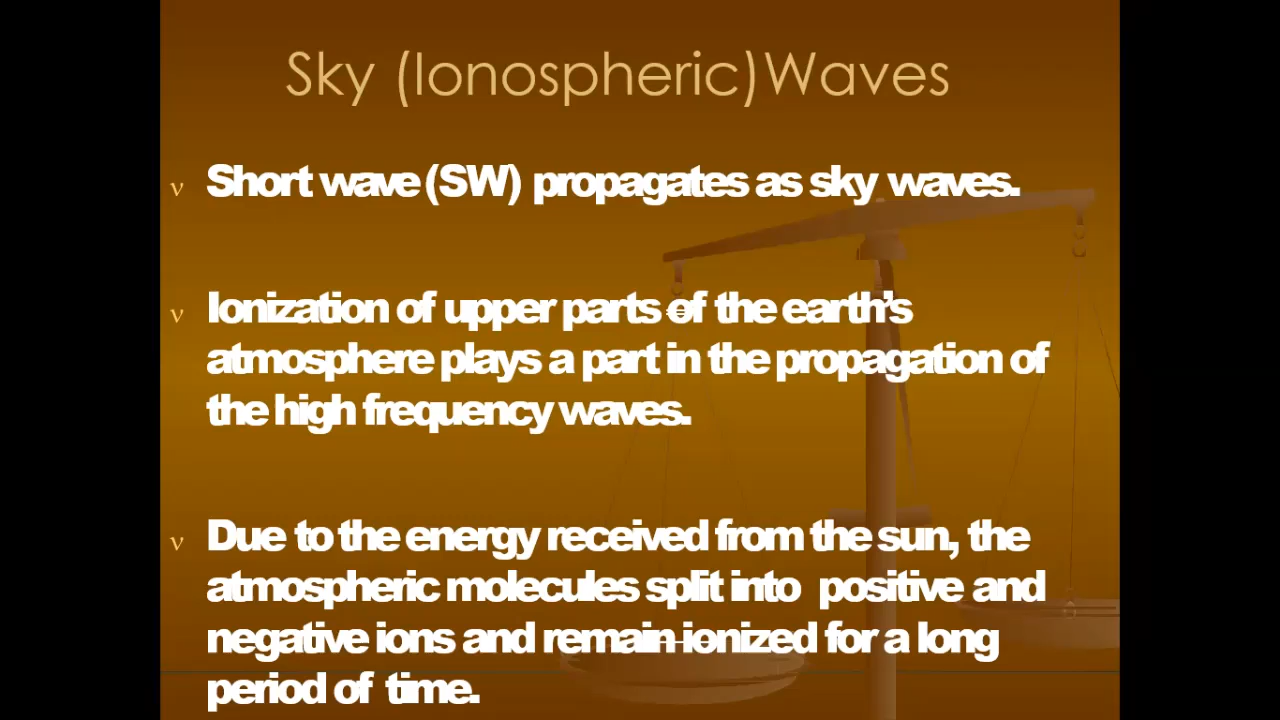 Sky (Ionospheric)Waves
ν Short wave (SW) propagates as sky waves.
ν Ionization of upper parts of the earth's
atmosphere plays a part in the propagation of
the high frequency waves.
ν Due to the energy received from the sun, the
atmospheric molecules split into positive and
negative ions and remain ionized for a long
period of time.